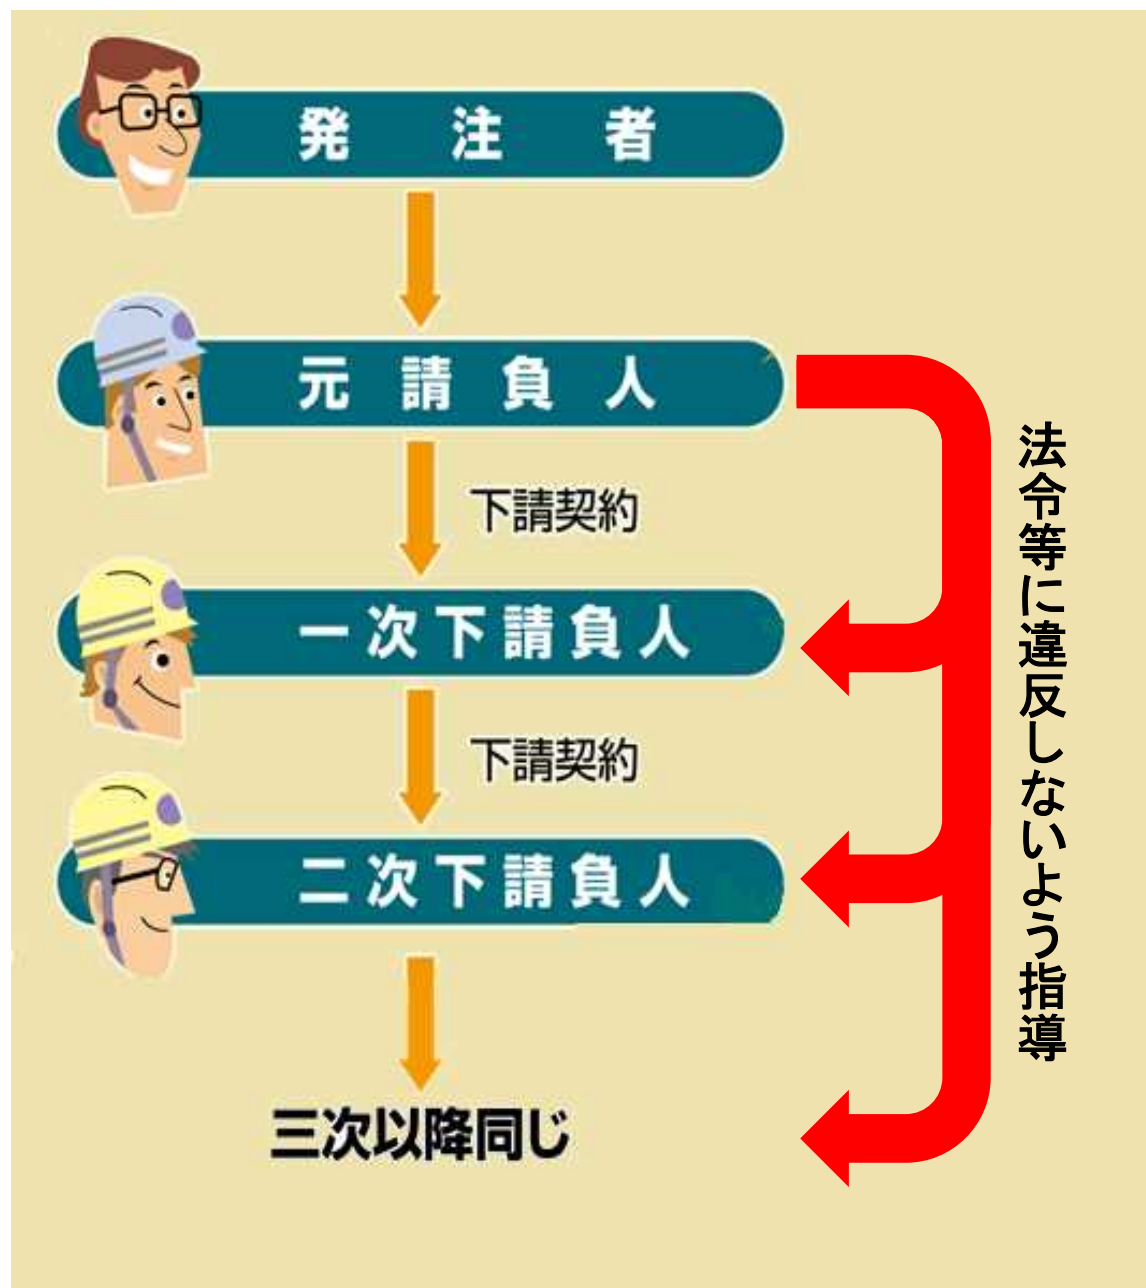 発注者
元請負人
下請契約
一次下請負人
下請契約
二次下請負人
三次以降同じ
法令等に違反しないよう指導